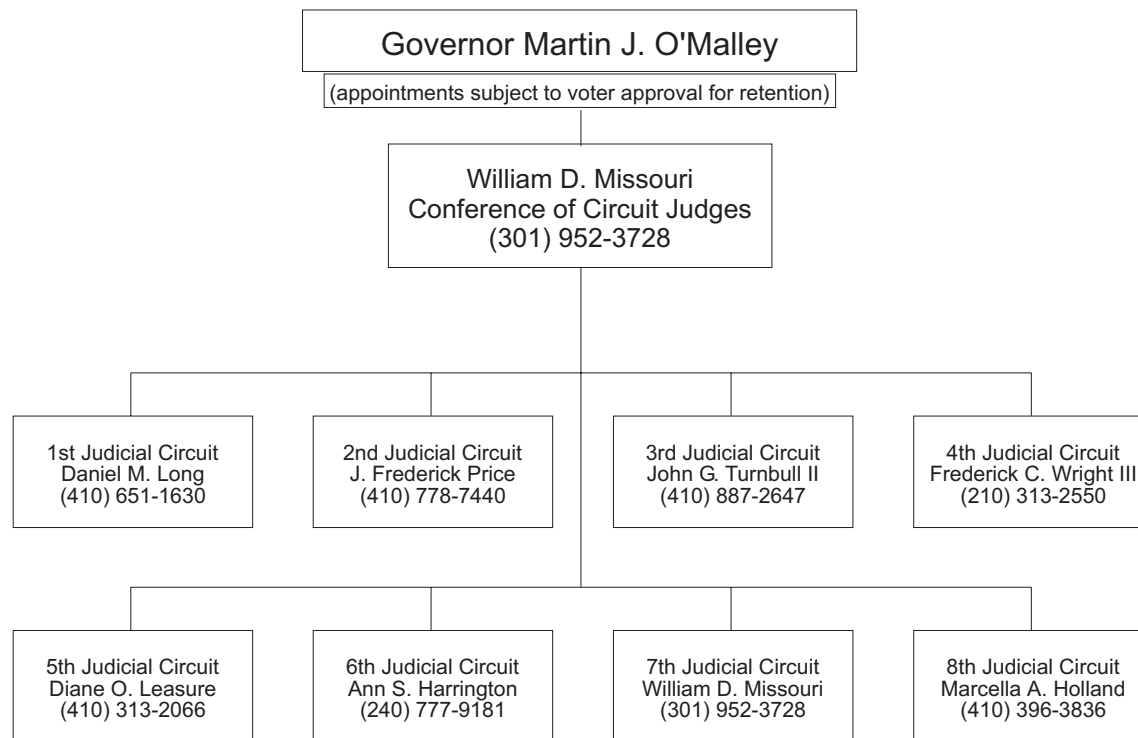 Governor Martin J. O'Malley
(appointments subject to voter approval for retention)
William D. Missouri
Conference of Circuit Judges
(301) 952-3728
1st Judicial Circuit
Daniel M. Long
(410) 651-1630
2nd Judicial Circuit
J. Frederick Price
(410) 778-7440
3rd Judicial Circuit
John G. Turnbull II
(410) 887-2647
4th Judicial Circuit
Frederick C. Wright III
(210) 313-2550
5th Judicial Circuit
Diane O. Leasure
(410) 313-2066
6th Judicial Circuit
Ann S. Harrington
(240) 777-9181
7th Judicial Circuit
William D. Missouri
(301) 952-3728
8th Judicial Circuit
Marcella A. Holland
(410) 396-3836